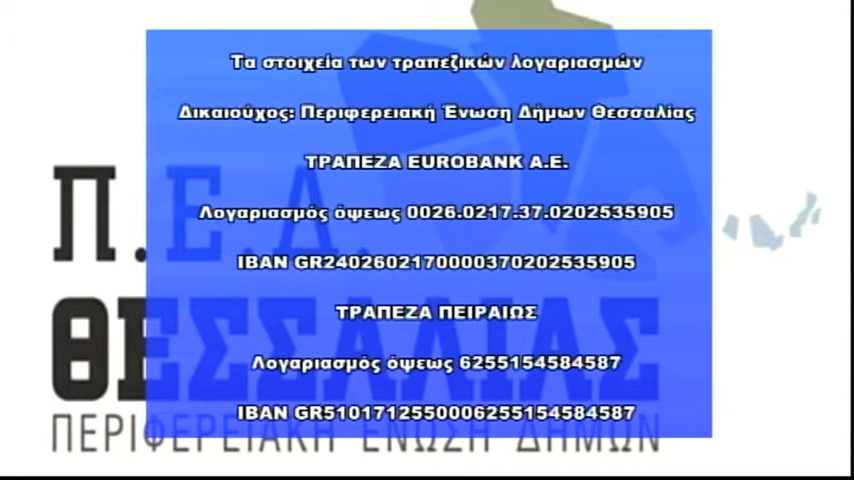 Τα στοιχεία των τραπεζικών λογαριασμών
Δικαιούχος: Περιφερειακή Ένωση Δήμων Θεσσαλίας
ΤΡΑΠΕΖΑ EUROBANK Α.Ε.
Λογαριασμός όψεως 0026.0217.37.0202535905
IBAN GR2402602170000370202535905
ΤΡΑΠΕΖΑ ΠΕΙΡΑΙΩΣ
Λογαριασμός όψεως 6255154584587
IBAN GR5101712550006255154584587
Π.Ε.Δ.
ΘΕΣΣΑΛΙΑΣ
ΠΕΡΙΦΕΡΕΙΑΚΗ ΕΝΩΣΗ ΔΗΜΩΝ